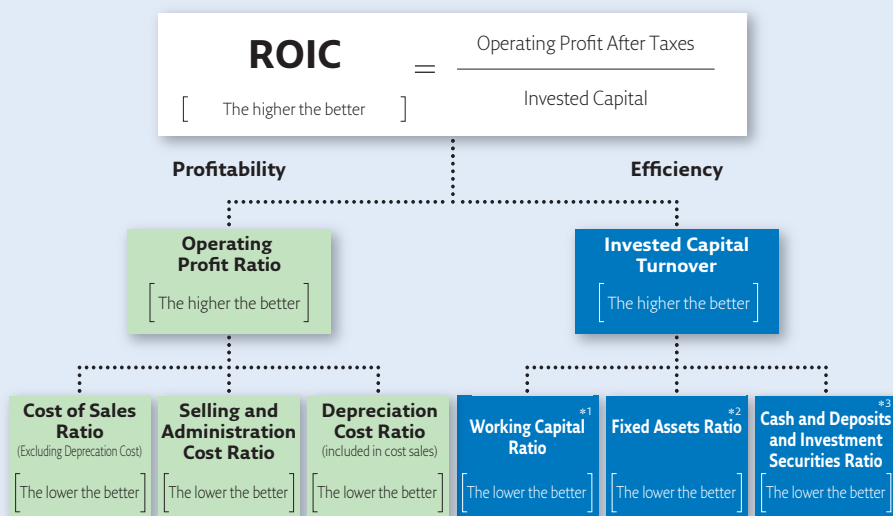 ROIC
[ The higher the better ]
=
Operating Profit After Taxes
Invested Capital
Profitability
Efficiency
Operating
Profit Ratio
[The higher the better]
Invested Capital
Turnover
[The higher the better]
Cost of Sales
Ratio
(Excluding Deprecation Cost)
[The lower the better]
Selling and
Administration
Cost Ratio
[The lower the better]
Depreciation
Cost Ratio
(included in cost sales)
[The lower the better]
*1
Working Capital
Ratio
[The lower the better]
*2
Fixed Assets Ratio
[The lower the better]
*3
Cash and Deposits
and Investment
Securities Ratio
[The lower the better]